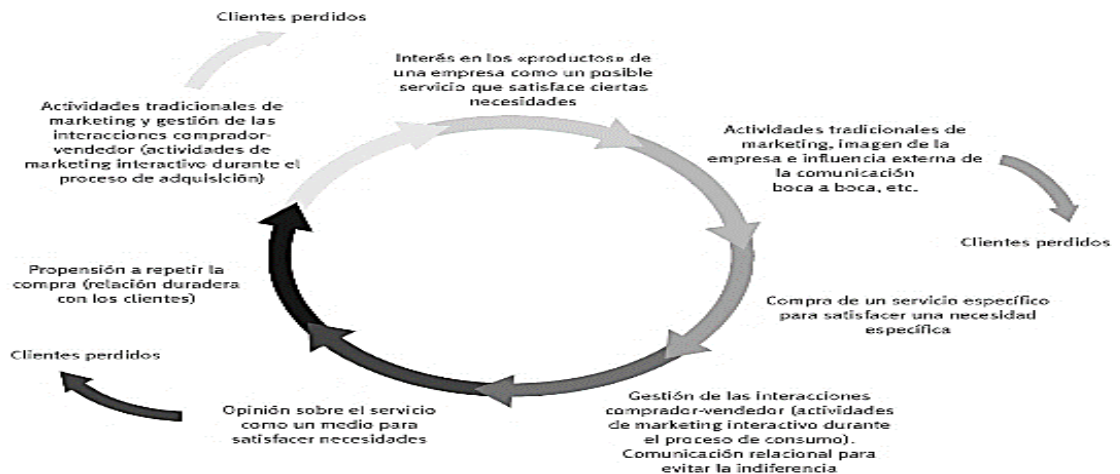 Clientes perdidos
Interés en los «productos» de
una empresa como un posible
servicio que satisface ciertas
necesidades
Actividades tradicionales de
marketing y gestión de las
interacciones comprador-
vendedor (actividades de
marketing interactivo durante el
proceso de adquisición)
Actividades tradicionales de
marketing, imagen de la
empresa e influencia externa de
la comunicación
boca a boca, etc.
Clientes perdidos
Propensión a repetir la
compra (relación duradera
con los clientes)
Compra de un servicio específico
para satisfacer una necesidad
específica
Clientes perdidos
Opinión sobre el servicio
como un medio para
satisfacer necesidades
Gestión de las interacciones
comprador-vendedor (actividades
de marketing interactivo durante
el proceso de consumo).
Comunicación relacional para
evitar la indiferencia